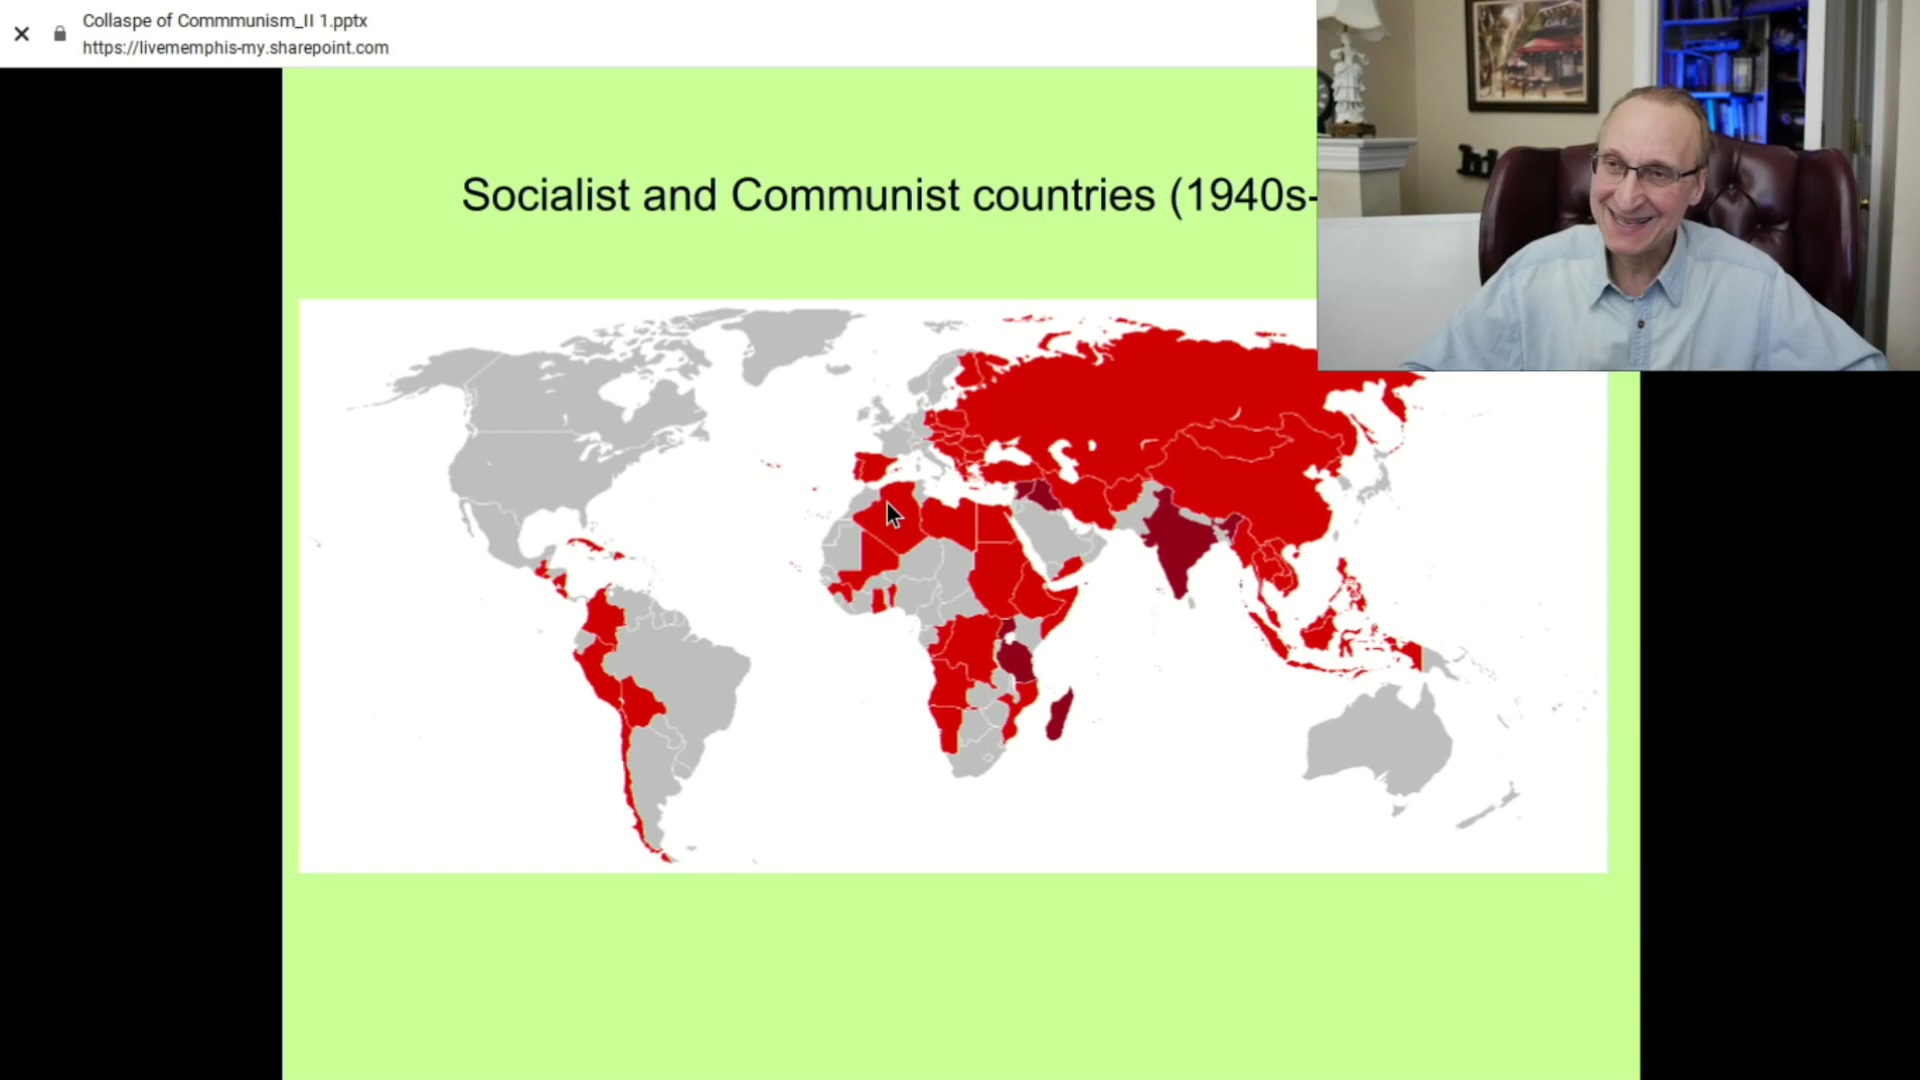 Collaspe of Commmunism_II 1.pptx
https://livememphis-my.sharepoint.com
Socialist and Communist countries (1940s-